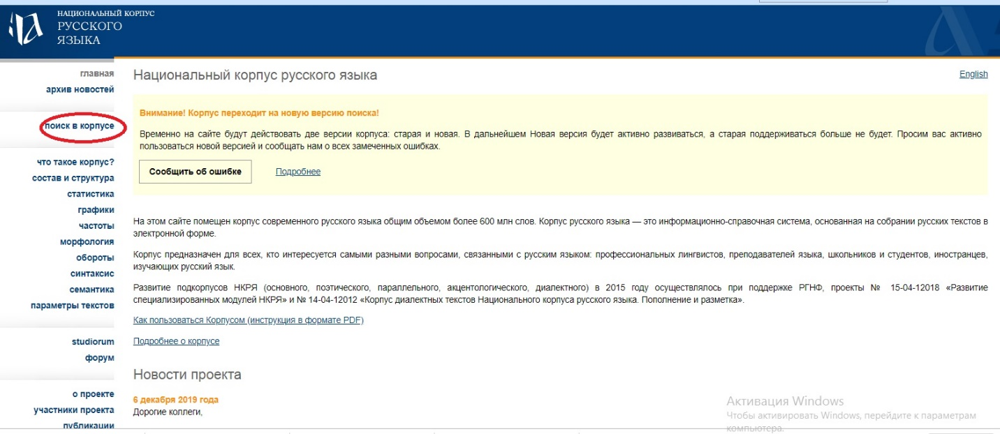 НАЦИОНАЛЬНЫЙ КОРПУС
РУССКОГО
ЯЗЫКА
главная
архив новостей
поиск в корпусе
что такое корпус?
состав и структура
статистика
графики
частоты
морфология
обороты
синтаксис
семантика
параметры текстов
studiorum
форум
о проекте
участники проекта
публикации
Национальный корпус русского языка
English
Внимание! Корпус переходит на новую версию поиска!
Временно на сайте будут действовать две версии корпуса: старая и новая. В дальнейшем Новая версия будет активно развиваться, а старая поддерживаться больше не будет. Просим вас активно
пользоваться новой версией и сообщать нам о всех замеченных ошибках.
Сообщить об ошибке
Подробнее
На этом сайте помещен корпус современного русского языка общим объемом более 600 млн слов. Корпус русского языка — это информационно-справочная система, основанная на собрании русских текстов в
электронной форме.
Корпус предназначен для всех, кто интересуется самыми разными вопросами, связанными с русским языком: профессиональных лингвистов, преподавателей языка, школьников и студентов, иностранцев,
изучающих русский язык.
Развитие подкорпусов НКРЯ (основного, поэтического, параллельного, акцентологического, диалектного) в 2015 году осуществлялось при поддержке РГНФ, проекты № 15-04-12018 «Развитие
специализированных модулей НКРЯ» и № 14-04-12012 «Корпус диалектных текстов Национального корпуса русского языка. Пополнение и разметка».
Как пользоваться Корпусом (инструкция в формате PDF)
Подробнее о корпусе
Новости проекта
6 декабря 2019 года
Дорогие коллеги,
Активация Windows
Чтобы активировать Windows, перейдите к параметрам
компьютера.